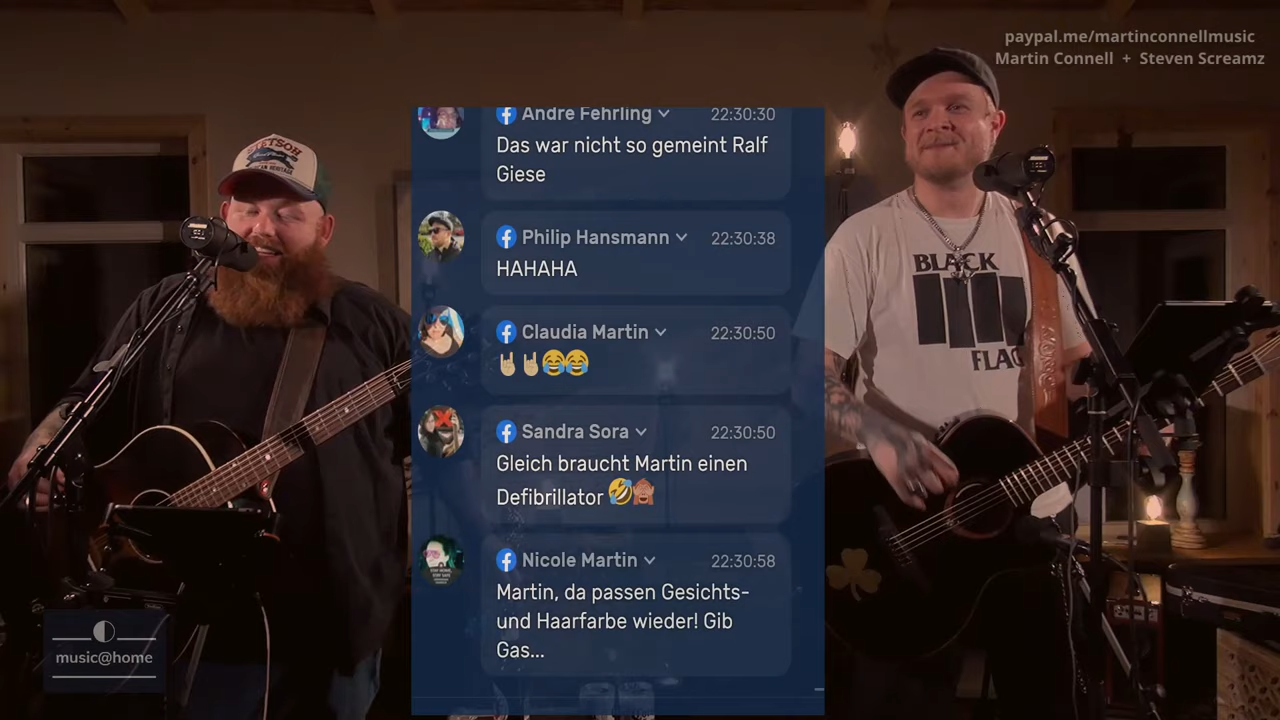 paypal.me/martinconnellmusic
Martin Connell + Steven Screamz
Andre Fehrling 22:30:30
Das war nicht so gemeint Ralf
Giese
Philip Hansmann 22:30:38
HAHAHA
Claudia Martin 22:30:50
🤘🏼🤘🏼😂😂
Sandra Sora 22:30:50
Gleich braucht Martin einen
Defibrillator 🤣🙈
Nicole Martin 22:30:58
Martin, da passen Gesichts-
und Haarfarbe wieder! Gib
Gas...
STETSON
BLACK
FLAG
music@home